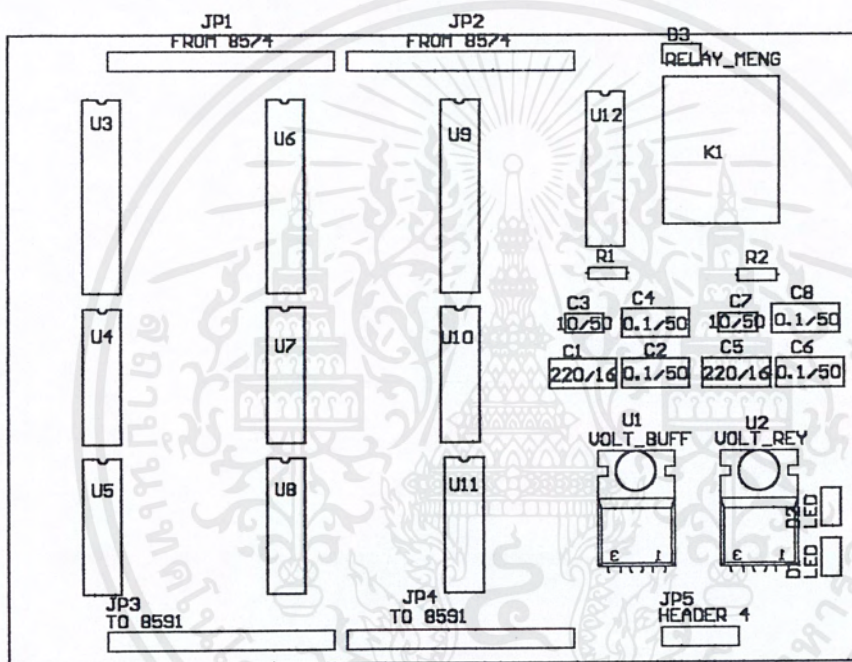 JP1
FROM 8574
JP2
FROM 8574
D3
RELAY_MENG
U3
U6
U9
U12
K1
R1
R2
C3
10/50
C4
0.1/50
C7
10/50
C8
0.1/50
U4
U7
U10
C1
220/16
C2
0.1/50
C5
220/16
C6
0.1/50
U1
VOLT_BUFF
U2
VOLT_REY
U5
U8
U11
1 3
1 3
D2
LED
LED
JP3
TO 8591
JP4
TO 8591
JP5
HEADER 4